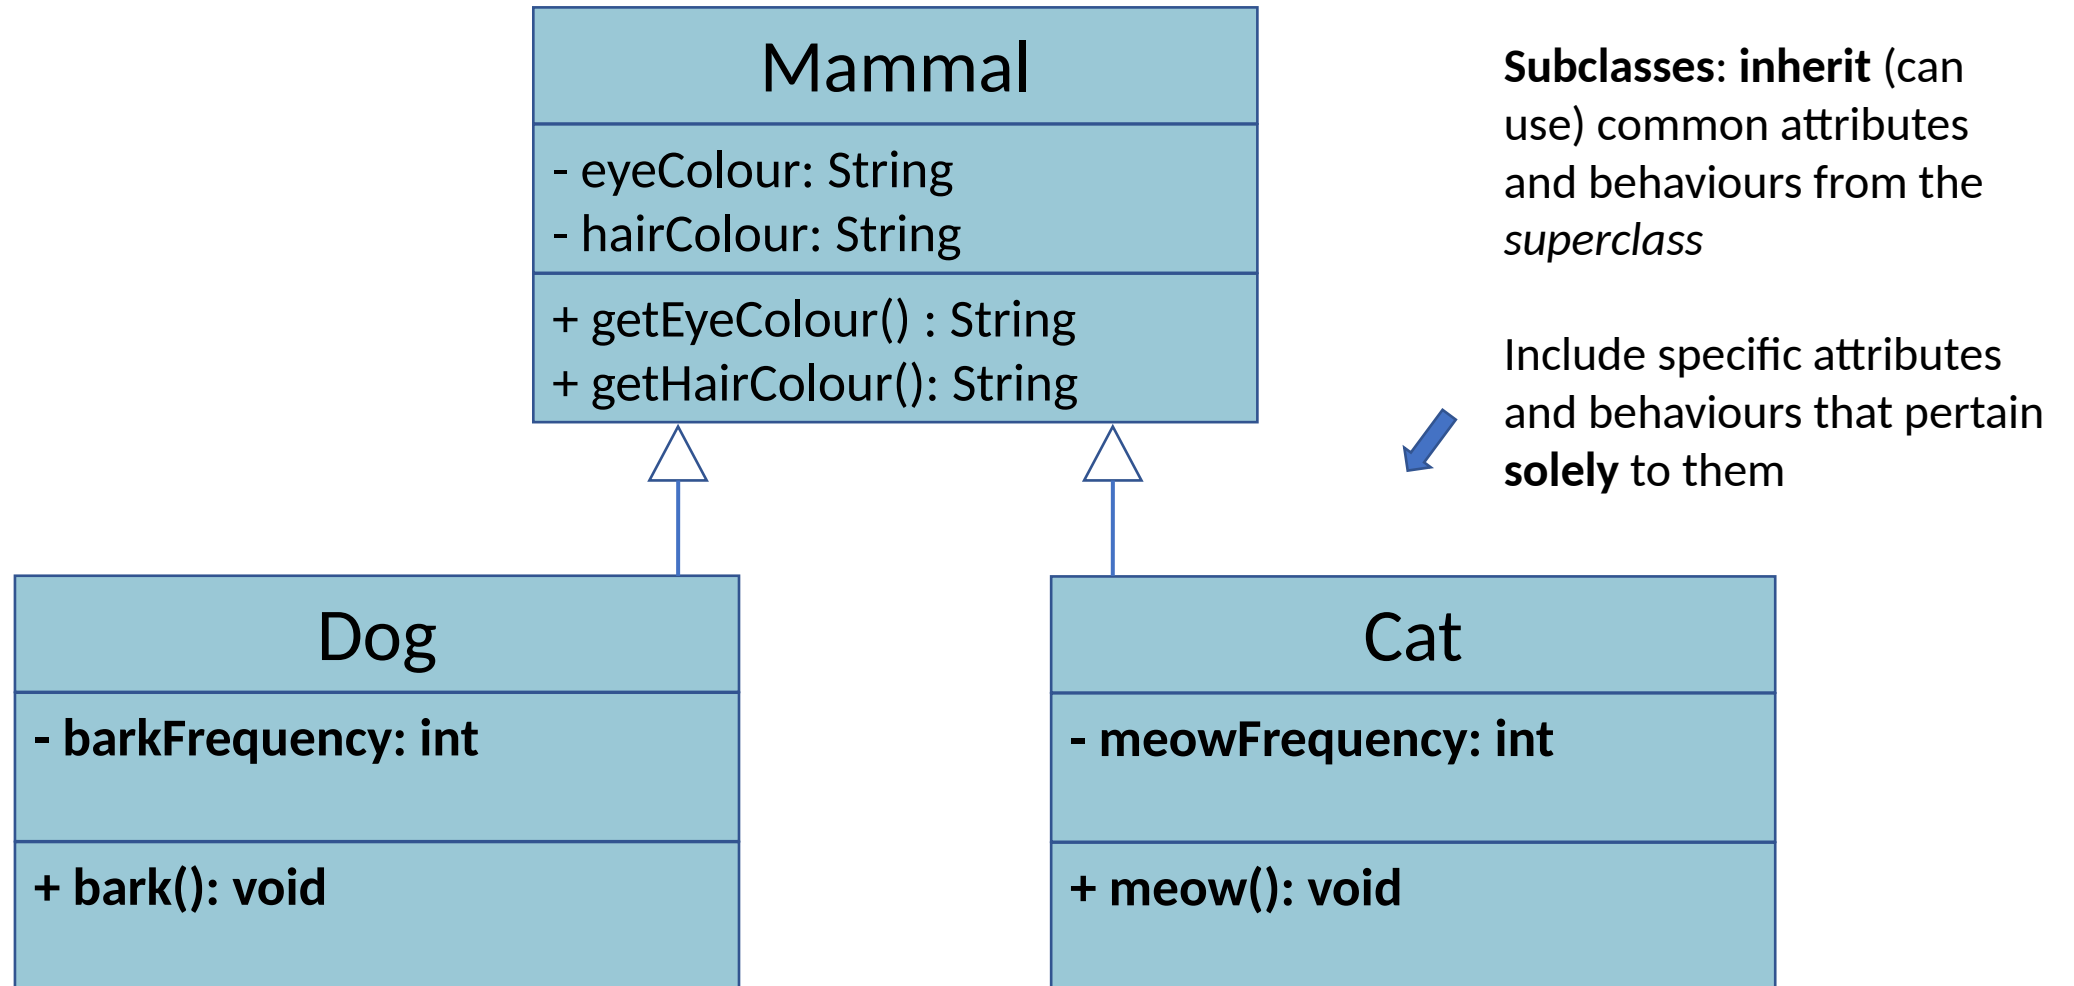 Mammal
- eyeColour: String
- hairColour: String
+ getEyeColour() : String
+ getHairColour(): String
Subclasses: inherit (can
use) common attributes
and behaviours from the
superclass
Include specific attributes
and behaviours that pertain
solely to them
Dog
- barkFrequency: int
+ bark(): void
Cat
- meowFrequency: int
+ meow(): void